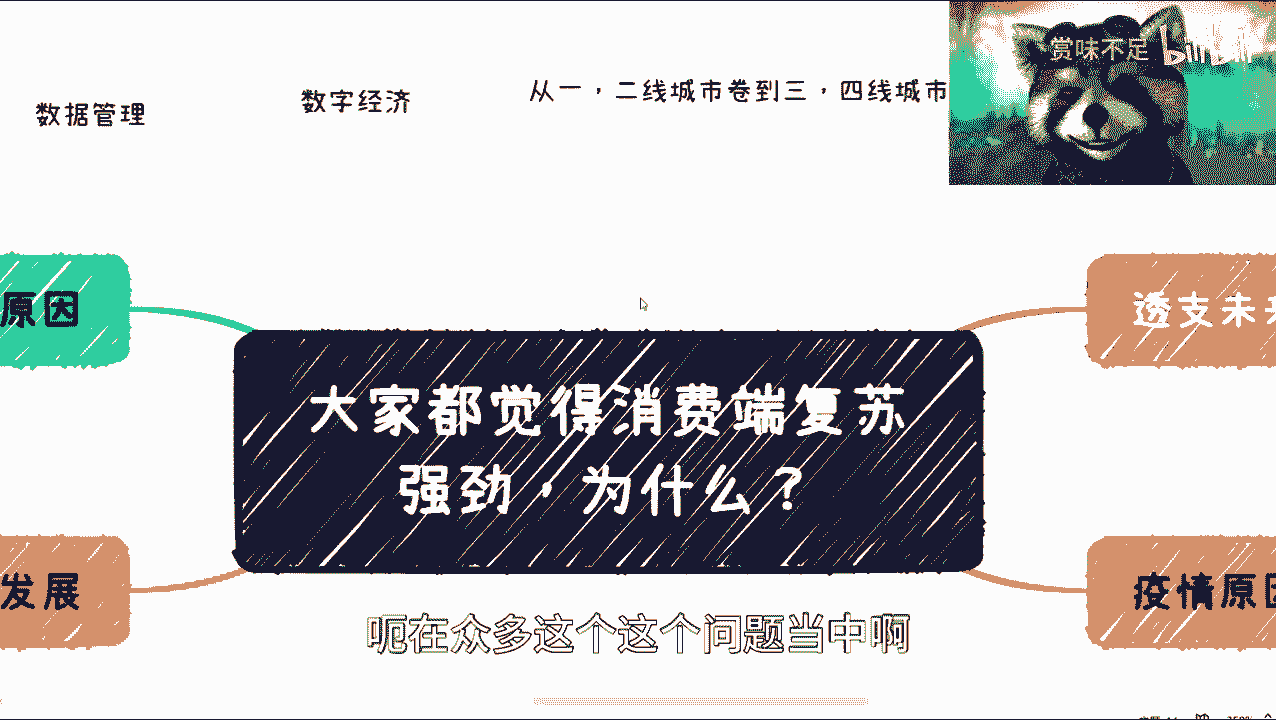 赏味不足 bilibili
从一，二线城市卷到三，四线城市
数字经济
数据管理
原因
透支未
大家都觉得消费端复苏
强劲，为什么？
发展
疫情原因
呃在众多这个这个问题当中啊